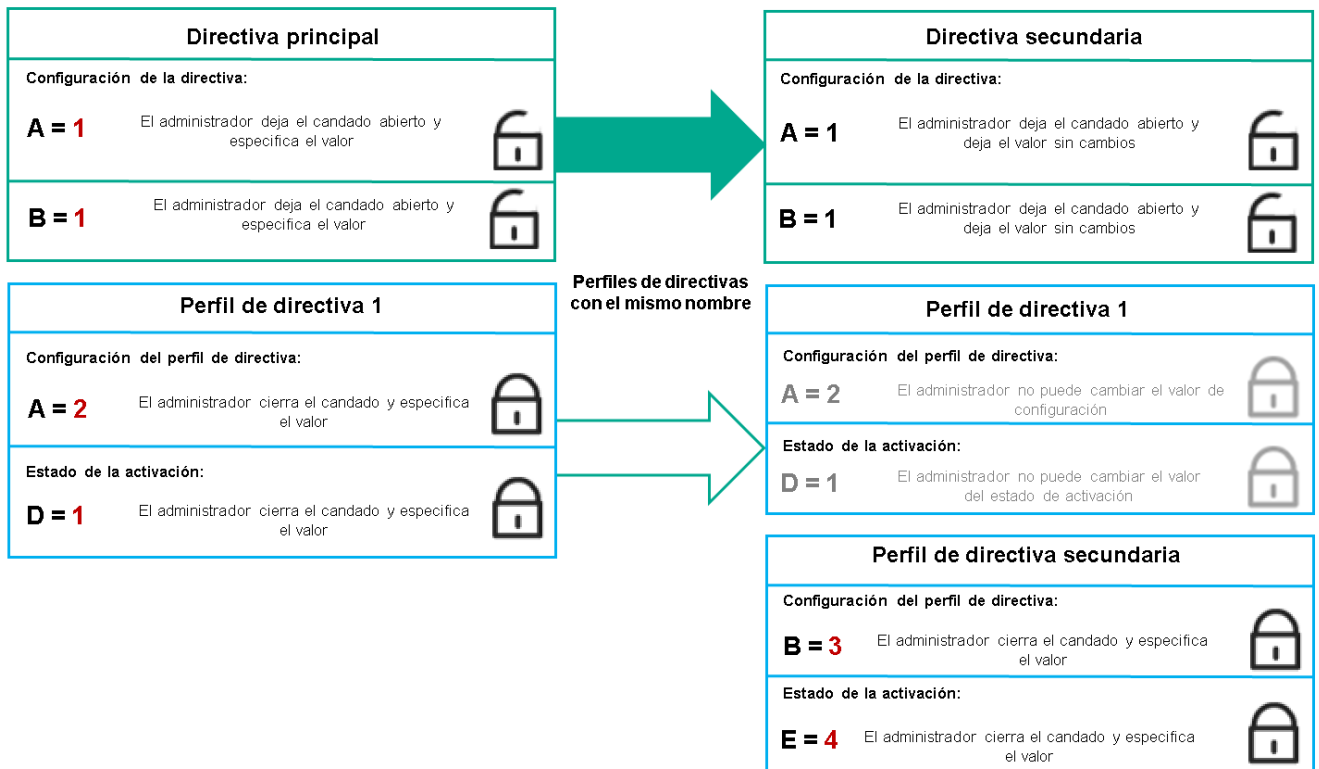 Directiva principal
Configuración de la directiva:
A = 1
El administrador deja el candado abierto y
especifica el valor
B = 1
El administrador deja el candado abierto y
especifica el valor
Directiva secundaria
Configuración de la directiva:
A = 1
El administrador deja el candado abierto y
deja el valor sin cambios
B = 1
El administrador deja el candado abierto y
deja el valor sin cambios
Perfiles de directivas
con el mismo nombre
Perfil de directiva 1
Configuración del perfil de directiva:
A = 2
El administrador cierra el candado y especifica
el valor
Estado de la activación:
D = 1
El administrador cierra el candado y especifica
el valor
Perfil de directiva 1
Configuración del perfil de directiva:
A = 2
El administrador no puede cambiar el valor de
configuración
Estado de la activación:
D = 1
El administrador no puede cambiar el valor
del estado de activación
Perfil de directiva secundaria
Configuración del perfil de directiva:
B = 3
El administrador cierra el candado y especifica
el valor
Estado de la activación:
E = 4
El administrador cierra el candado y especifica
el valor